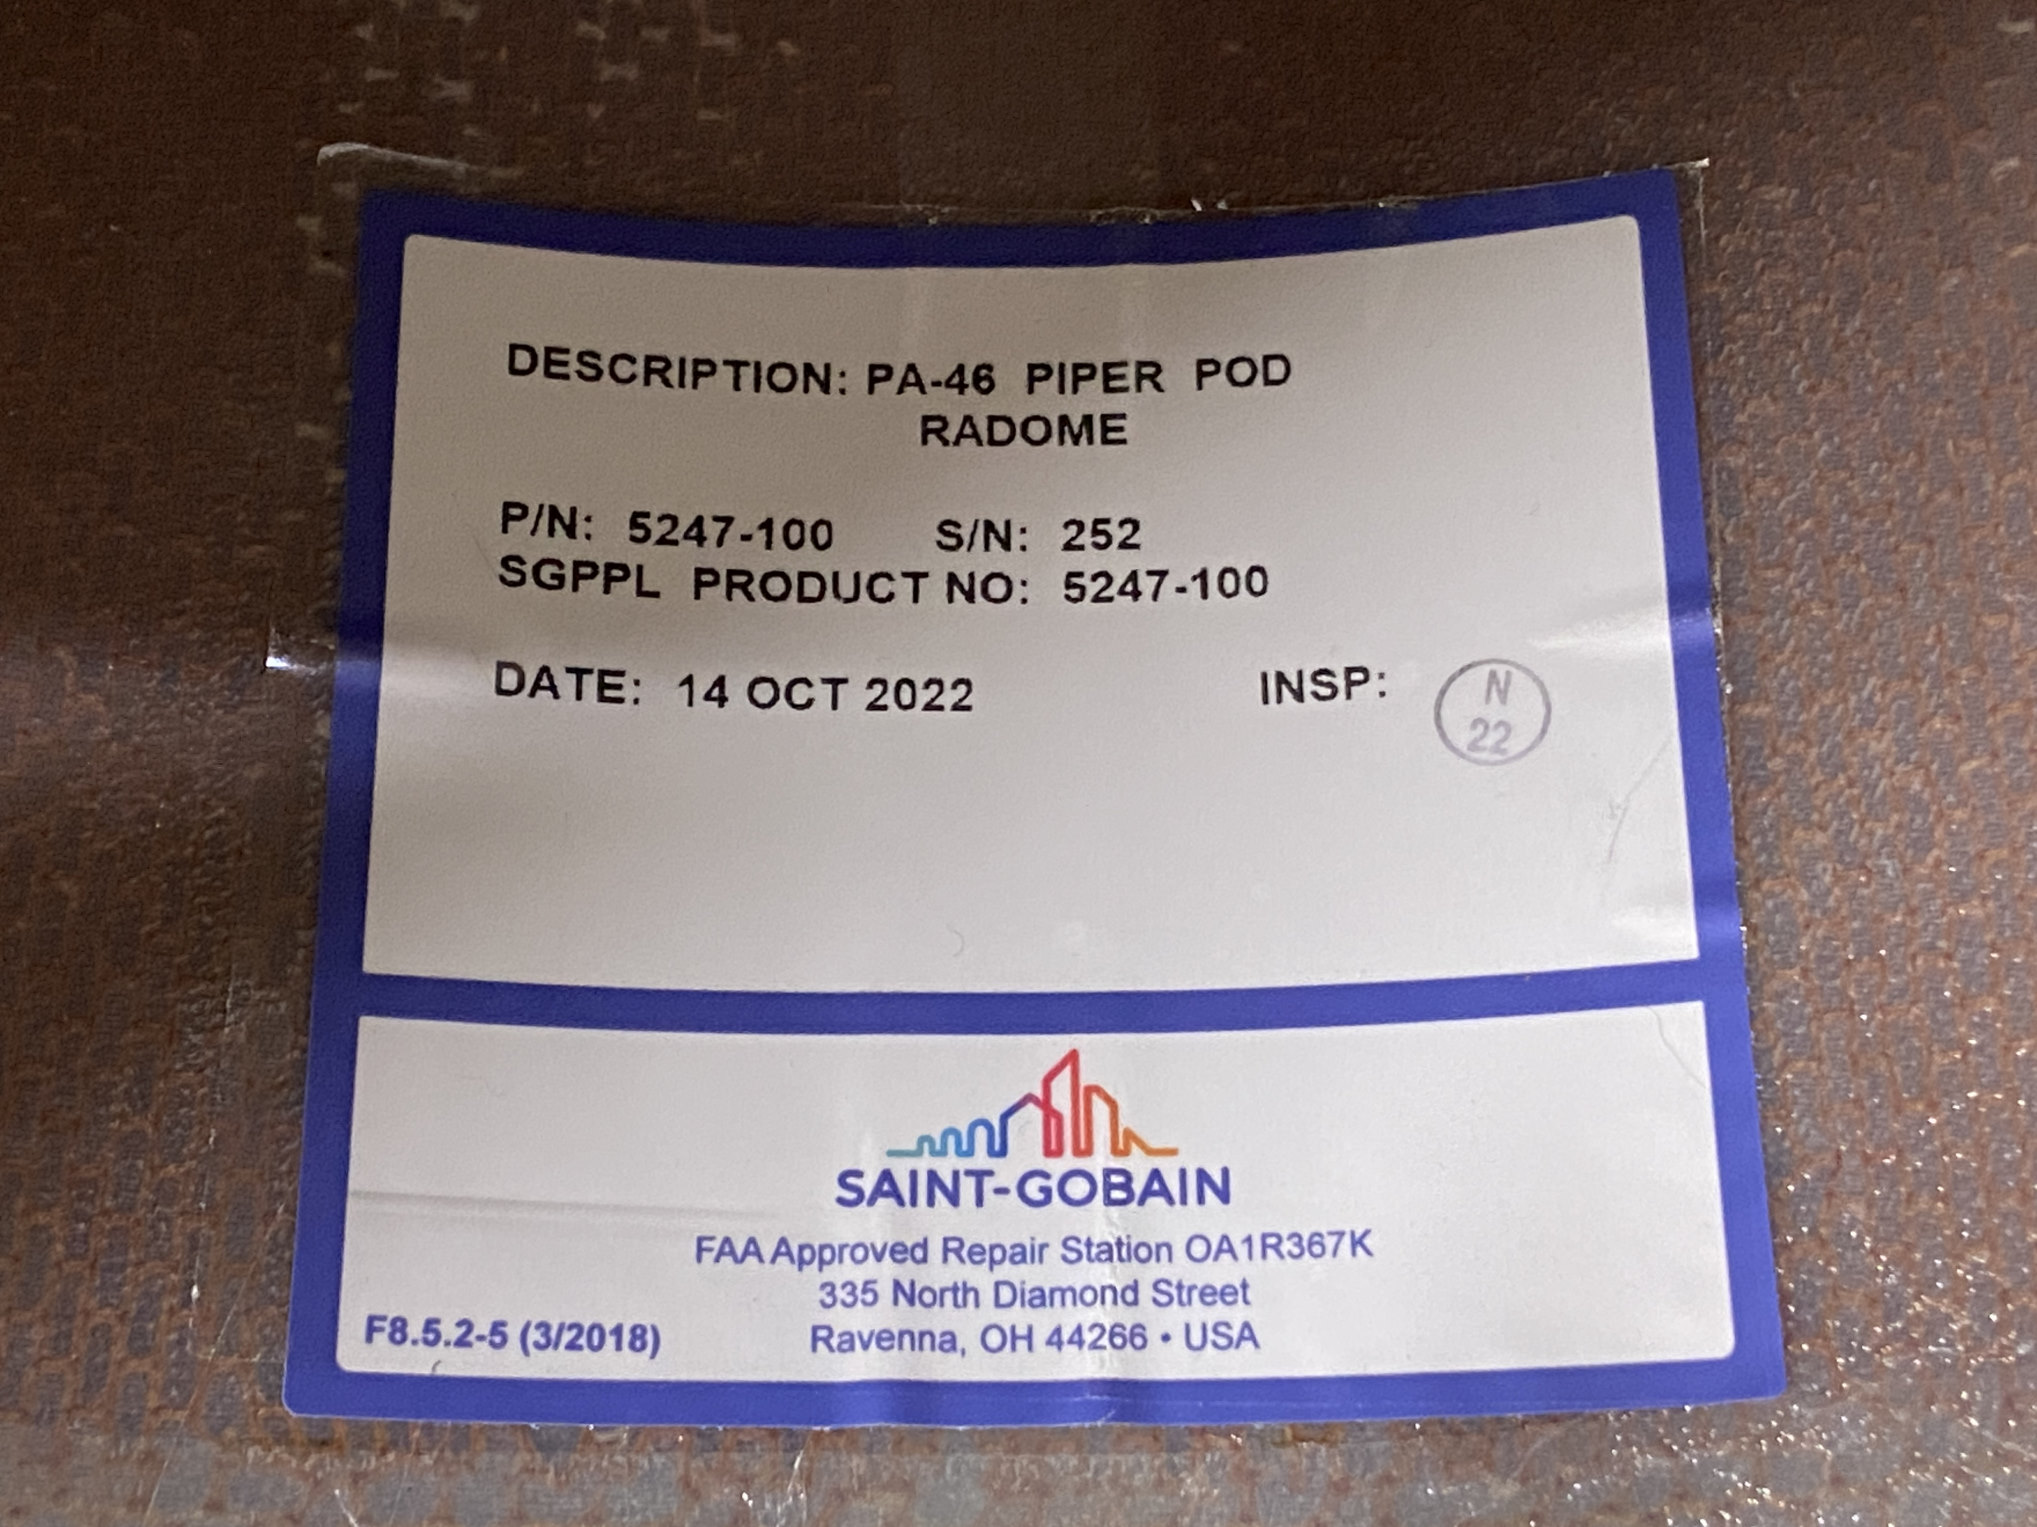 DESCRIPTION: PA-46 PIPER POD
RADOME
P/N: 5247-100 S/N: 252
SGPPL PRODUCT NO: 5247-100
DATE: 14 OCT 2022 INSP: N
22
SAINT-GOBAIN
FAA Approved Repair Station OA1R367K
335 North Diamond Street
F8.5.2-5 (3/2018) Ravenna, OH 44266 • USA